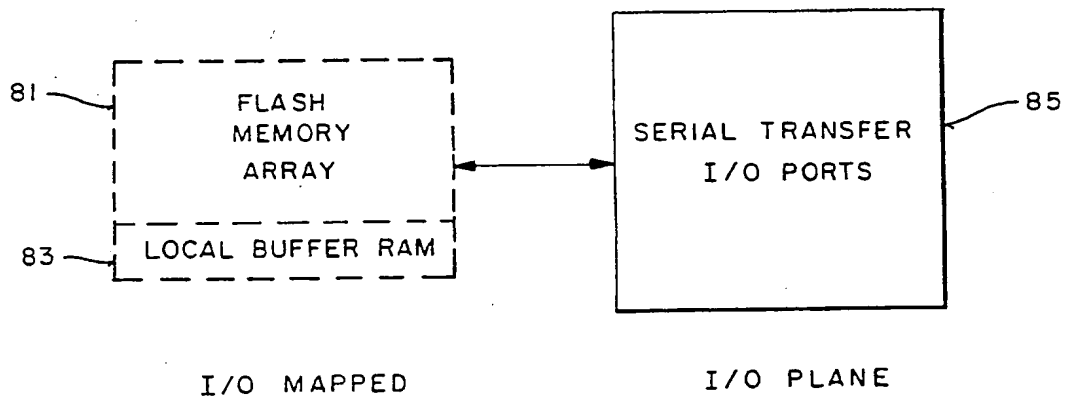 81
FLASH
MEMORY
ARRAY
83
LOCAL BUFFER RAM
SERIAL TRANSFER
I/O PORTS
85
I/O MAPPED
I/O PLANE